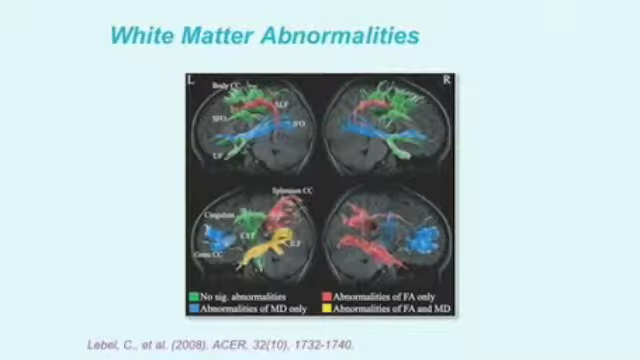 White Matter Abnormalities
L
R
Body CC
SLF
SFO
IFO
UF
Splenium CC
Cingulum
CST
ILF
Genu CC
No sig. abnormalities
Abnormalities of FA only
Abnormalities of MD only
Abnormalities of FA and MD
Lebel, C., et al. (2008). ACER, 32(10), 1732-1740.